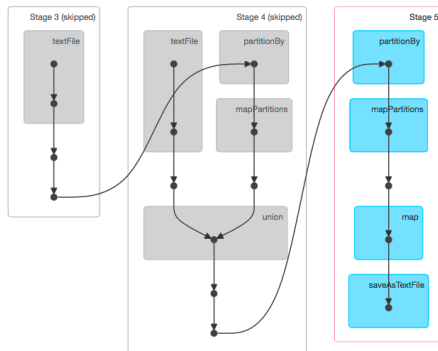 Stage 3 (skipped)
textFile
Stage 4 (skipped)
textFile
partitionBy
mapPartitions
union
Stage 5
partitionBy
mapPartitions
map
saveAsTextFile